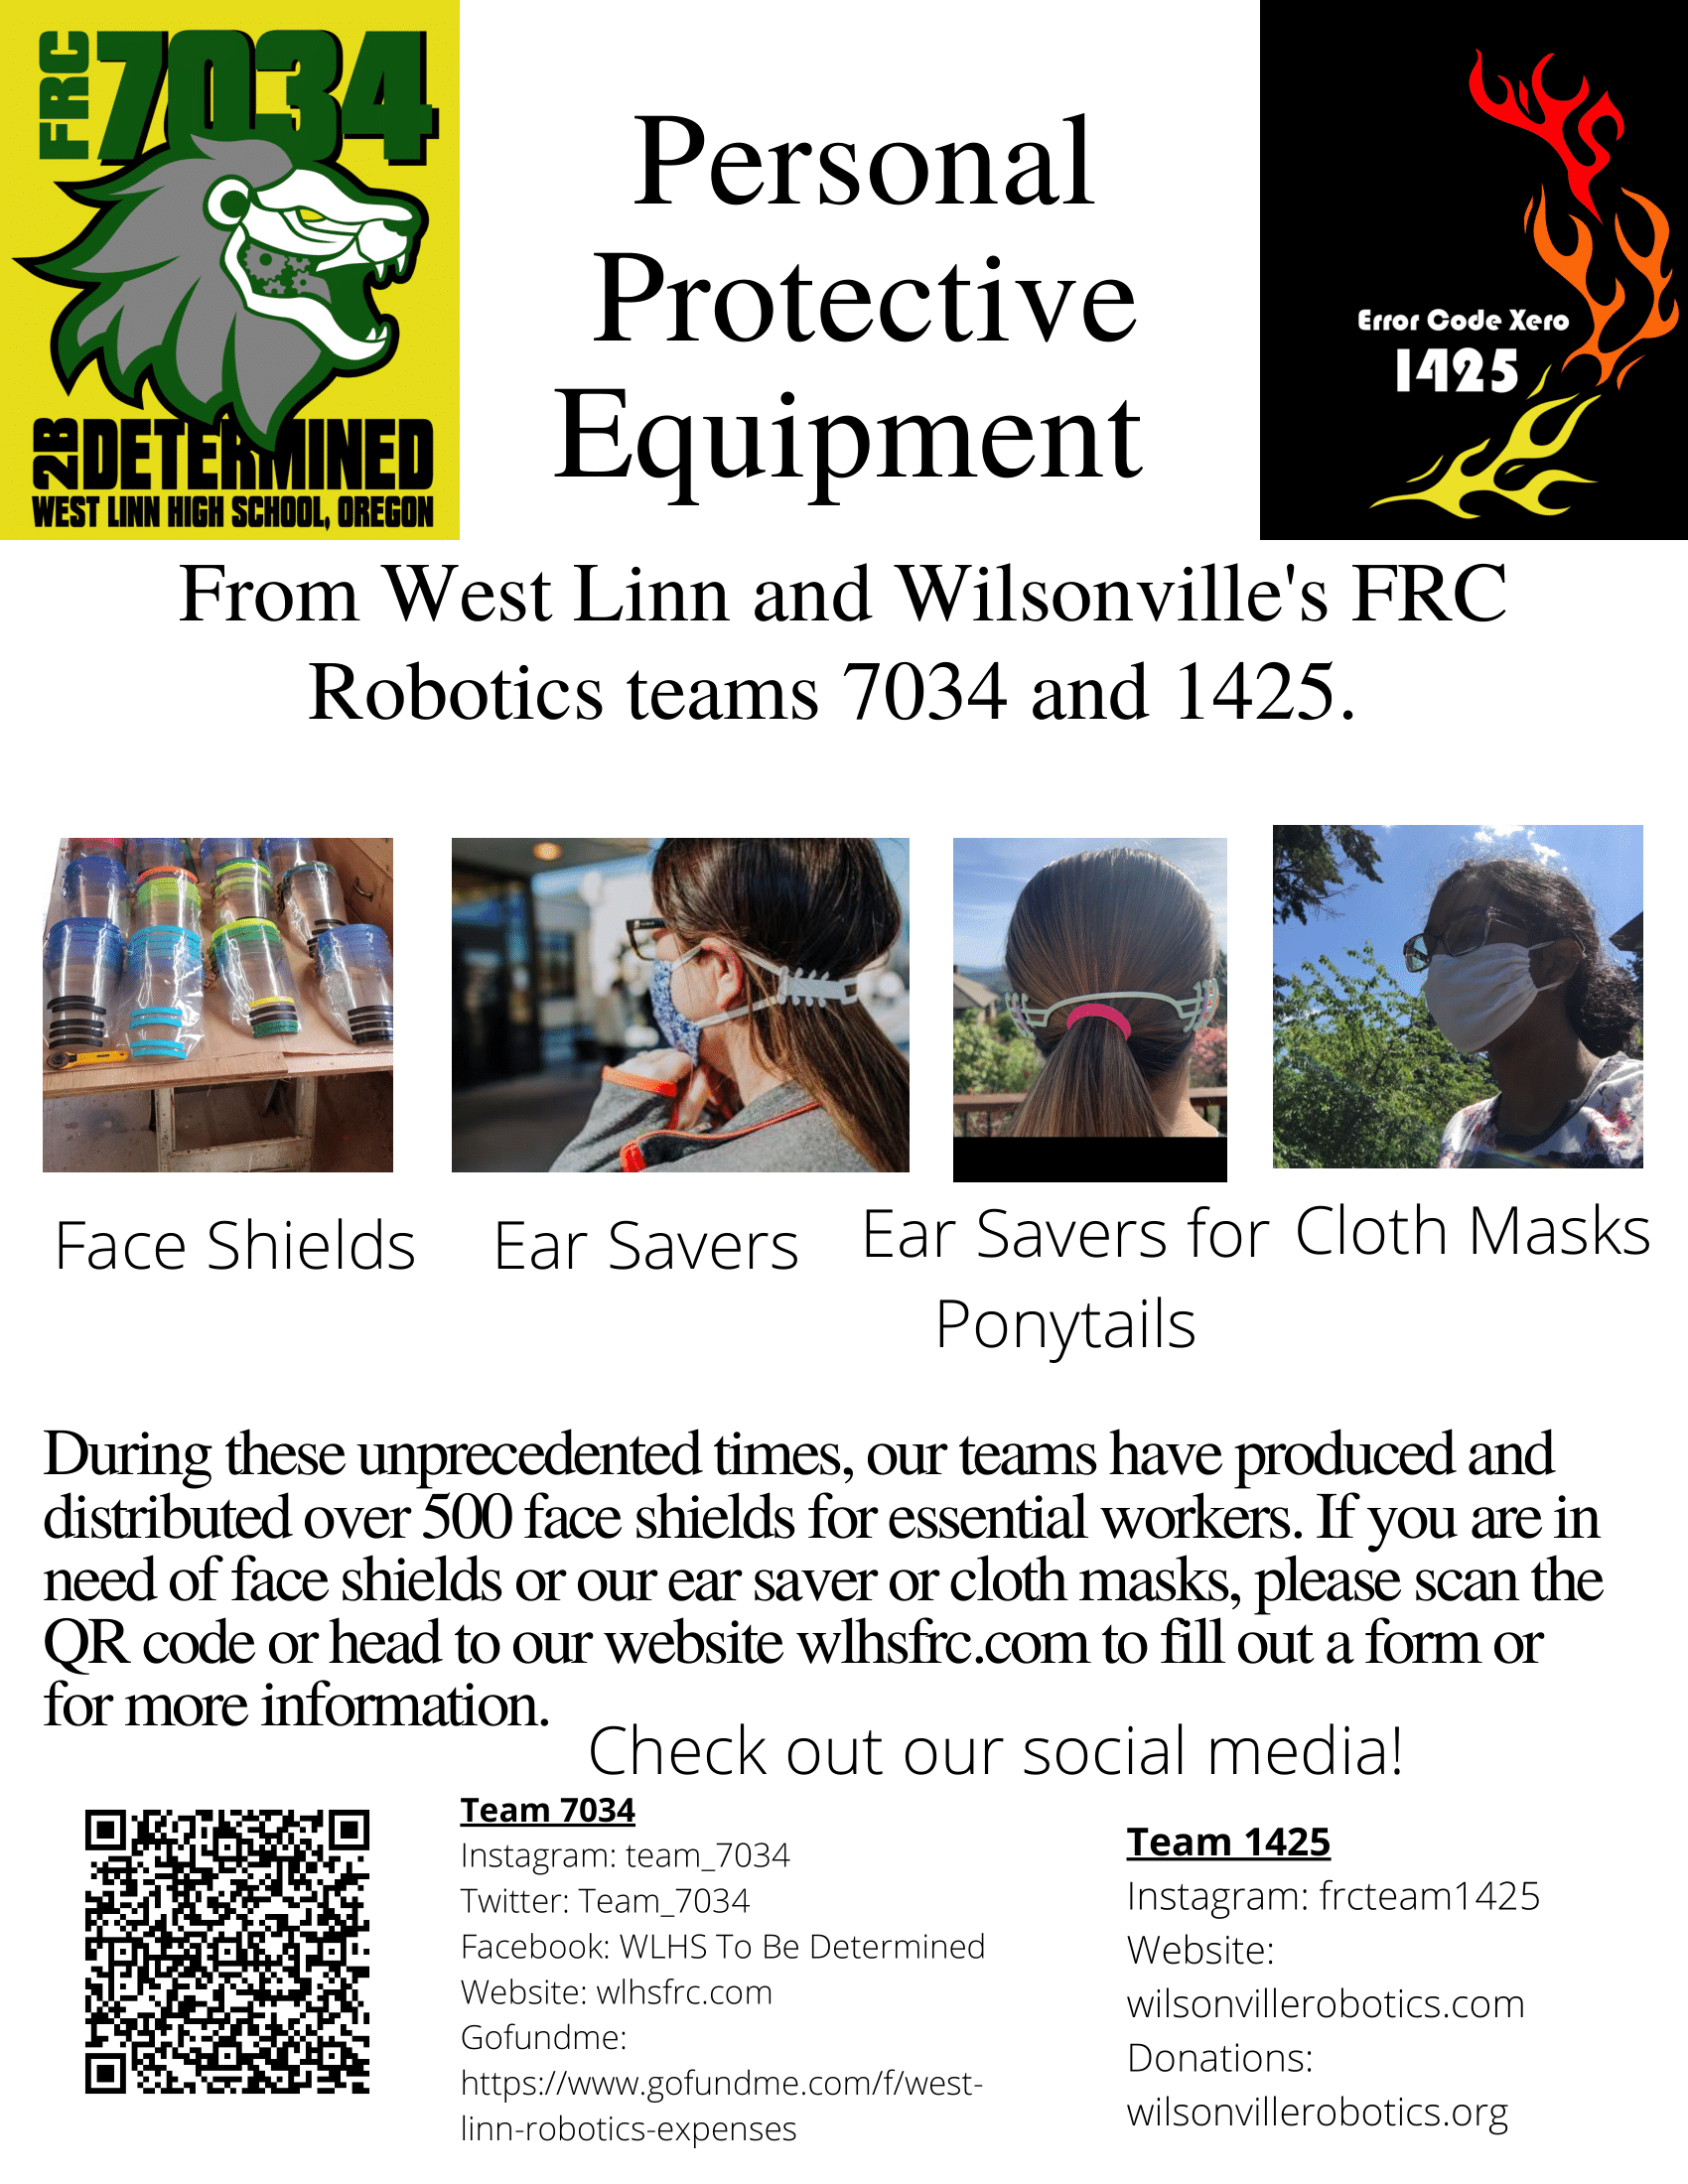 FRC 7034
2B DETERMINED
WEST LINN HIGH SCHOOL, OREGON
Personal
Protective
Equipment
Error Code Xero
1425
From West Linn and Wilsonville's FRC
Robotics teams 7034 and 1425.
Face Shields
Ear Savers
Ear Savers for
Ponytails
Cloth Masks
During these unprecedented times, our teams have produced and
distributed over 500 face shields for essential workers. If you are in
need of face shields or our ear saver or cloth masks, please scan the
QR code or head to our website wlhsfrc.com to fill out a form or
for more information.
Check out our social media!
Team 7034
Instagram: team_7034
Twitter: Team_7034
Facebook: WLHS To Be Determined
Website: wlhsfrc.com
Gofundme:
https://www.gofundme.com/f/west-
linn-robotics-expenses
Team 1425
Instagram: frcteam1425
Website:
wilsonvillerobotics.com
Donations:
wilsonvillerobotics.org